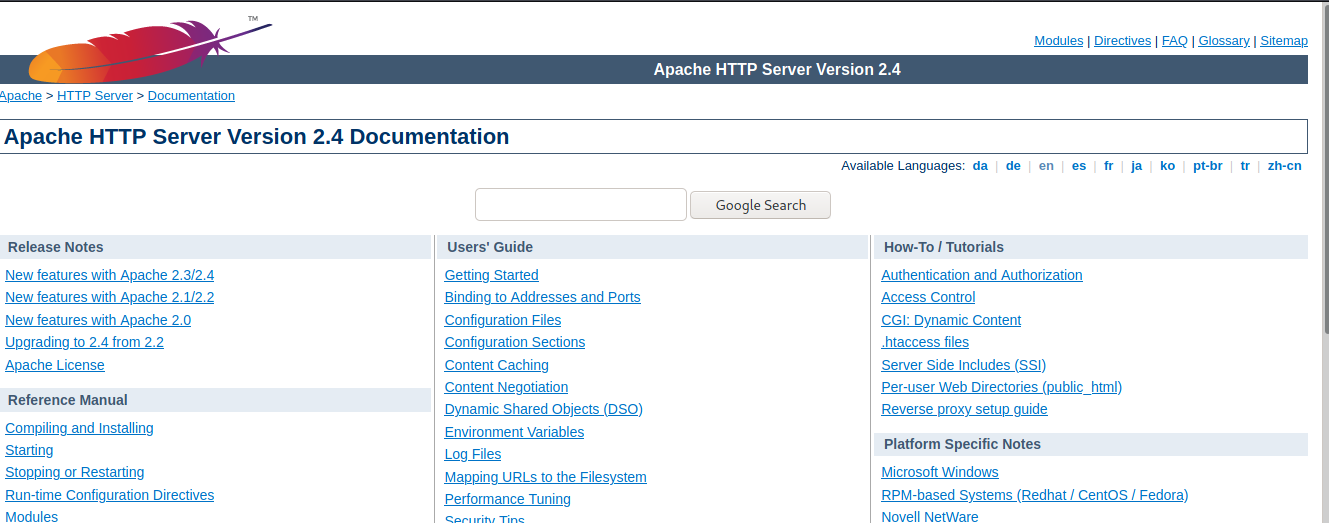 TM
Modules | Directives | FAQ | Glossary | Sitemap
Apache HTTP Server Version 2.4
Apache > HTTP Server > Documentation
Apache HTTP Server Version 2.4 Documentation
Available Languages: da | de | en | es | fr | ja | ko | pt-br | tr | zh-cn
Google Search
Release Notes
New features with Apache 2.3/2.4
New features with Apache 2.1/2.2
New features with Apache 2.0
Upgrading to 2.4 from 2.2
Apache License
Reference Manual
Compiling and Installing
Starting
Stopping or Restarting
Run-time Configuration Directives
Modules
Users' Guide
Getting Started
Binding to Addresses and Ports
Configuration Files
Configuration Sections
Content Caching
Content Negotiation
Dynamic Shared Objects (DSO)
Environment Variables
Log Files
Mapping URLs to the Filesystem
Performance Tuning
Security Tips
How-To / Tutorials
Authentication and Authorization
Access Control
CGI: Dynamic Content
.htaccess files
Server Side Includes (SSI)
Per-user Web Directories (public_html)
Reverse proxy setup guide
Platform Specific Notes
Microsoft Windows
RPM-based Systems (Redhat / CentOS / Fedora)
Novell NetWare